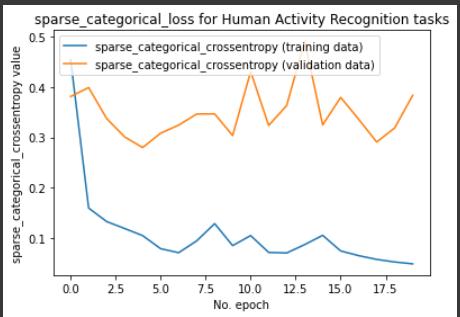 sparse_categorical_loss for Human Activity Recognition tasks
sparse_categorical_crossentropy (training data)
sparse_categorical_crossentropy (validation data)
sparse_categorical_crossentropy value
0.5
0.4
0.3
0.2
0.1
0.0 2.5 5.0 7.5 10.0 12.5 15.0 17.5
No. epoch